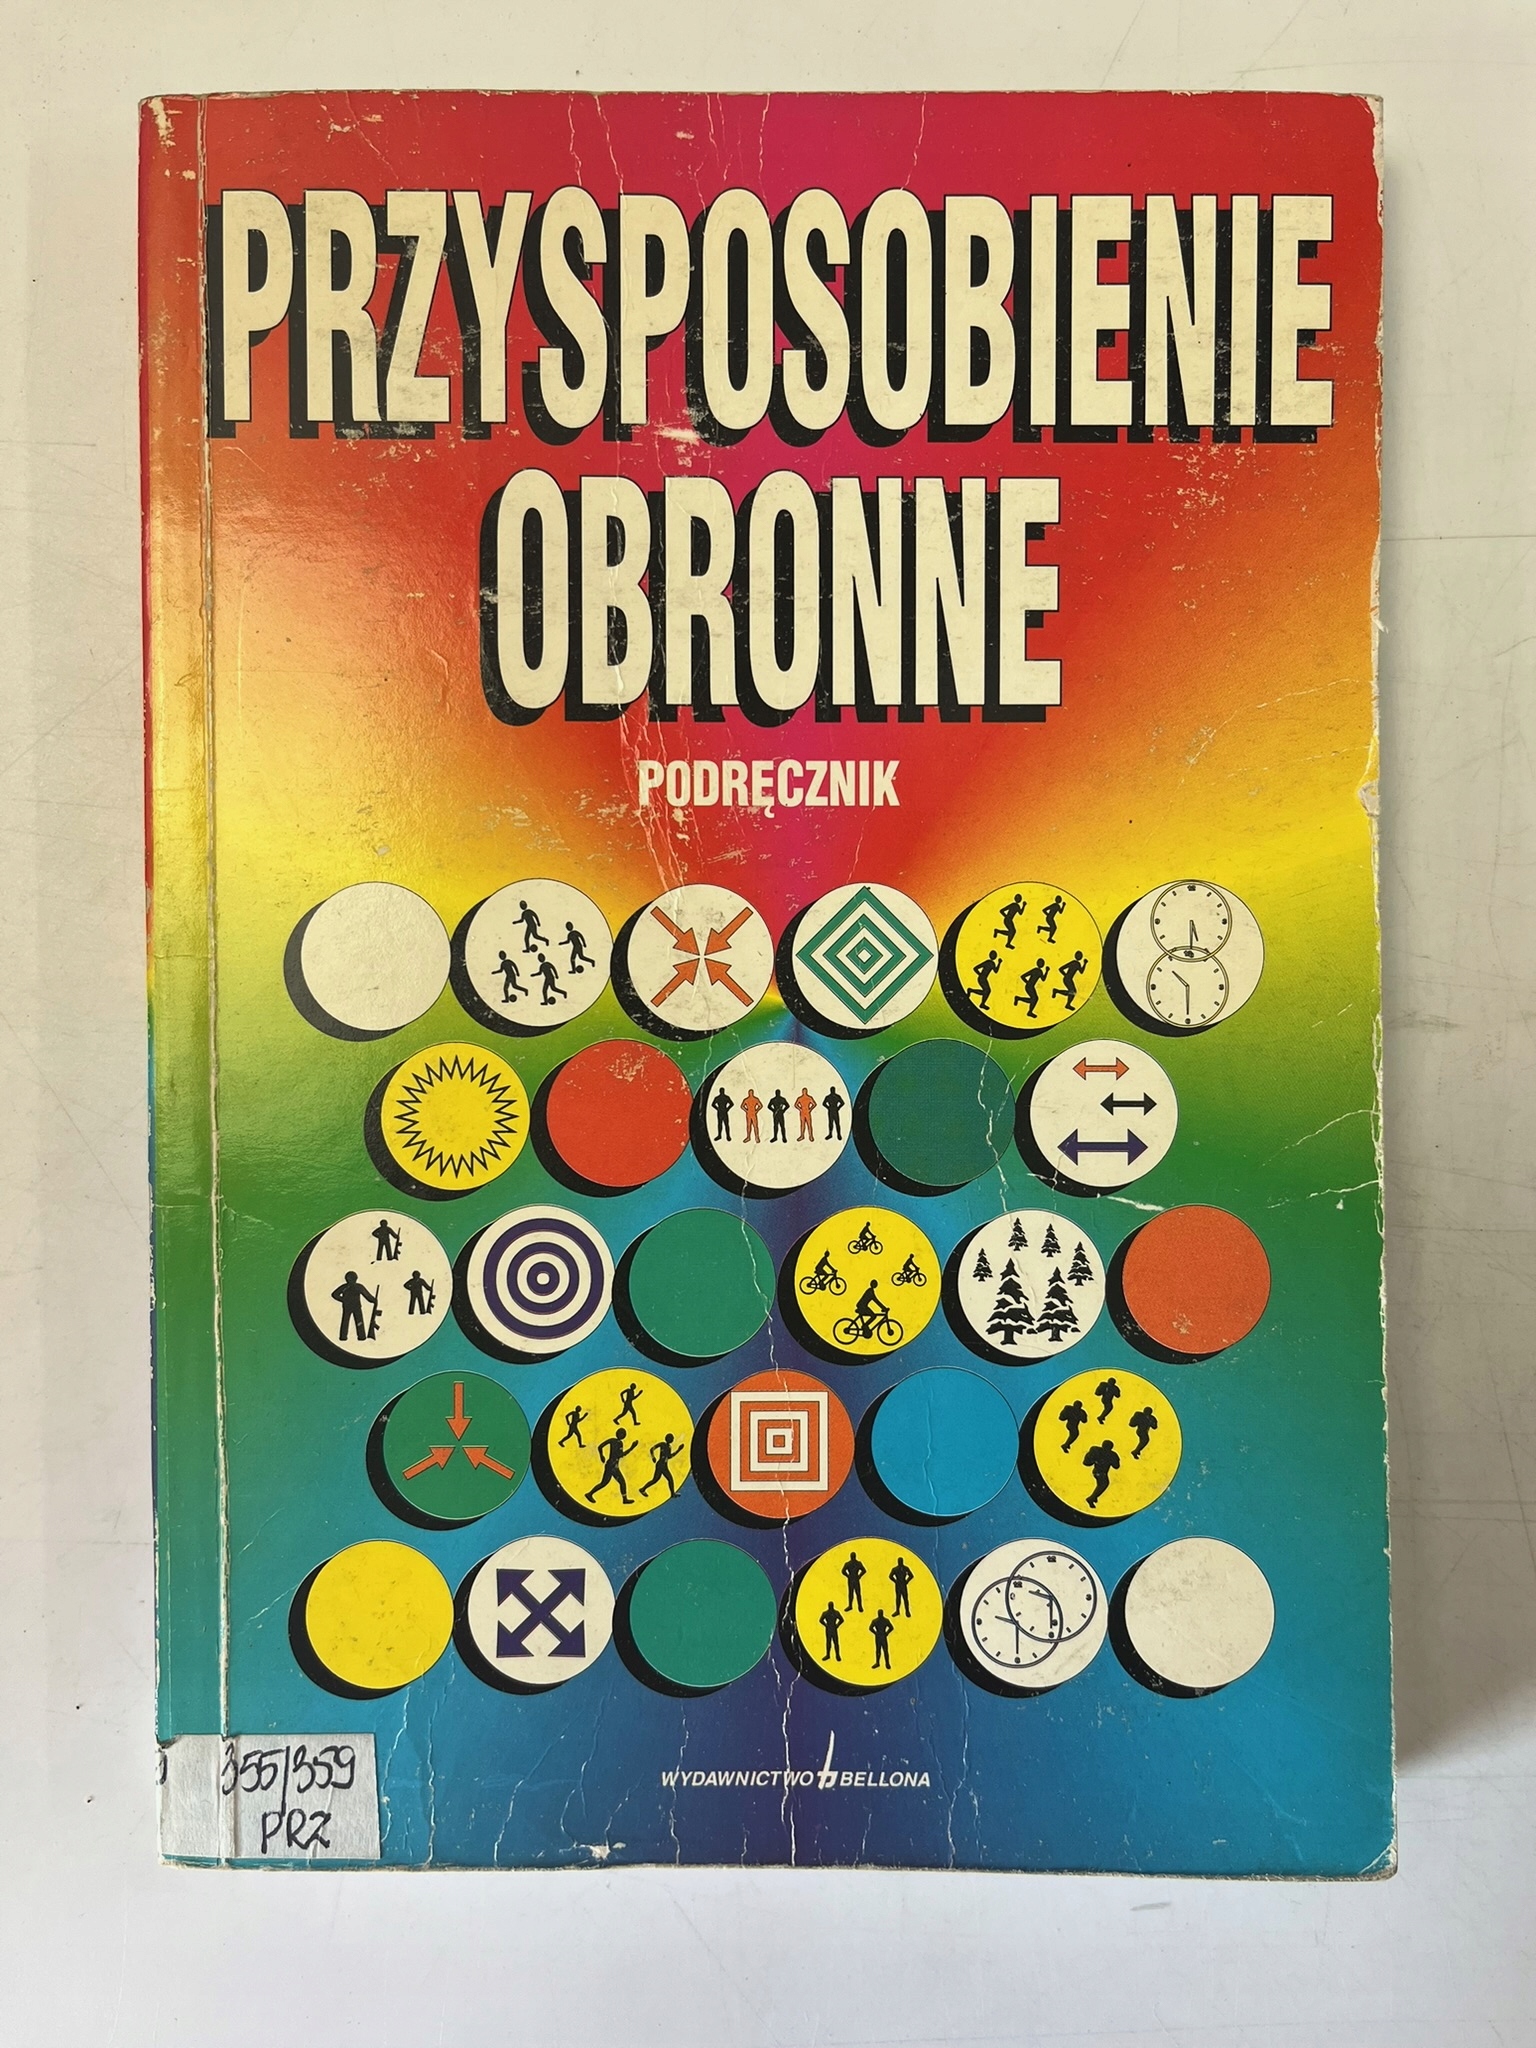 PRZYSPOSOBIENIE
OBRONNE
PODRĘCZNIK
WYDAWNICTWO BELLONA
355/359
PRZ